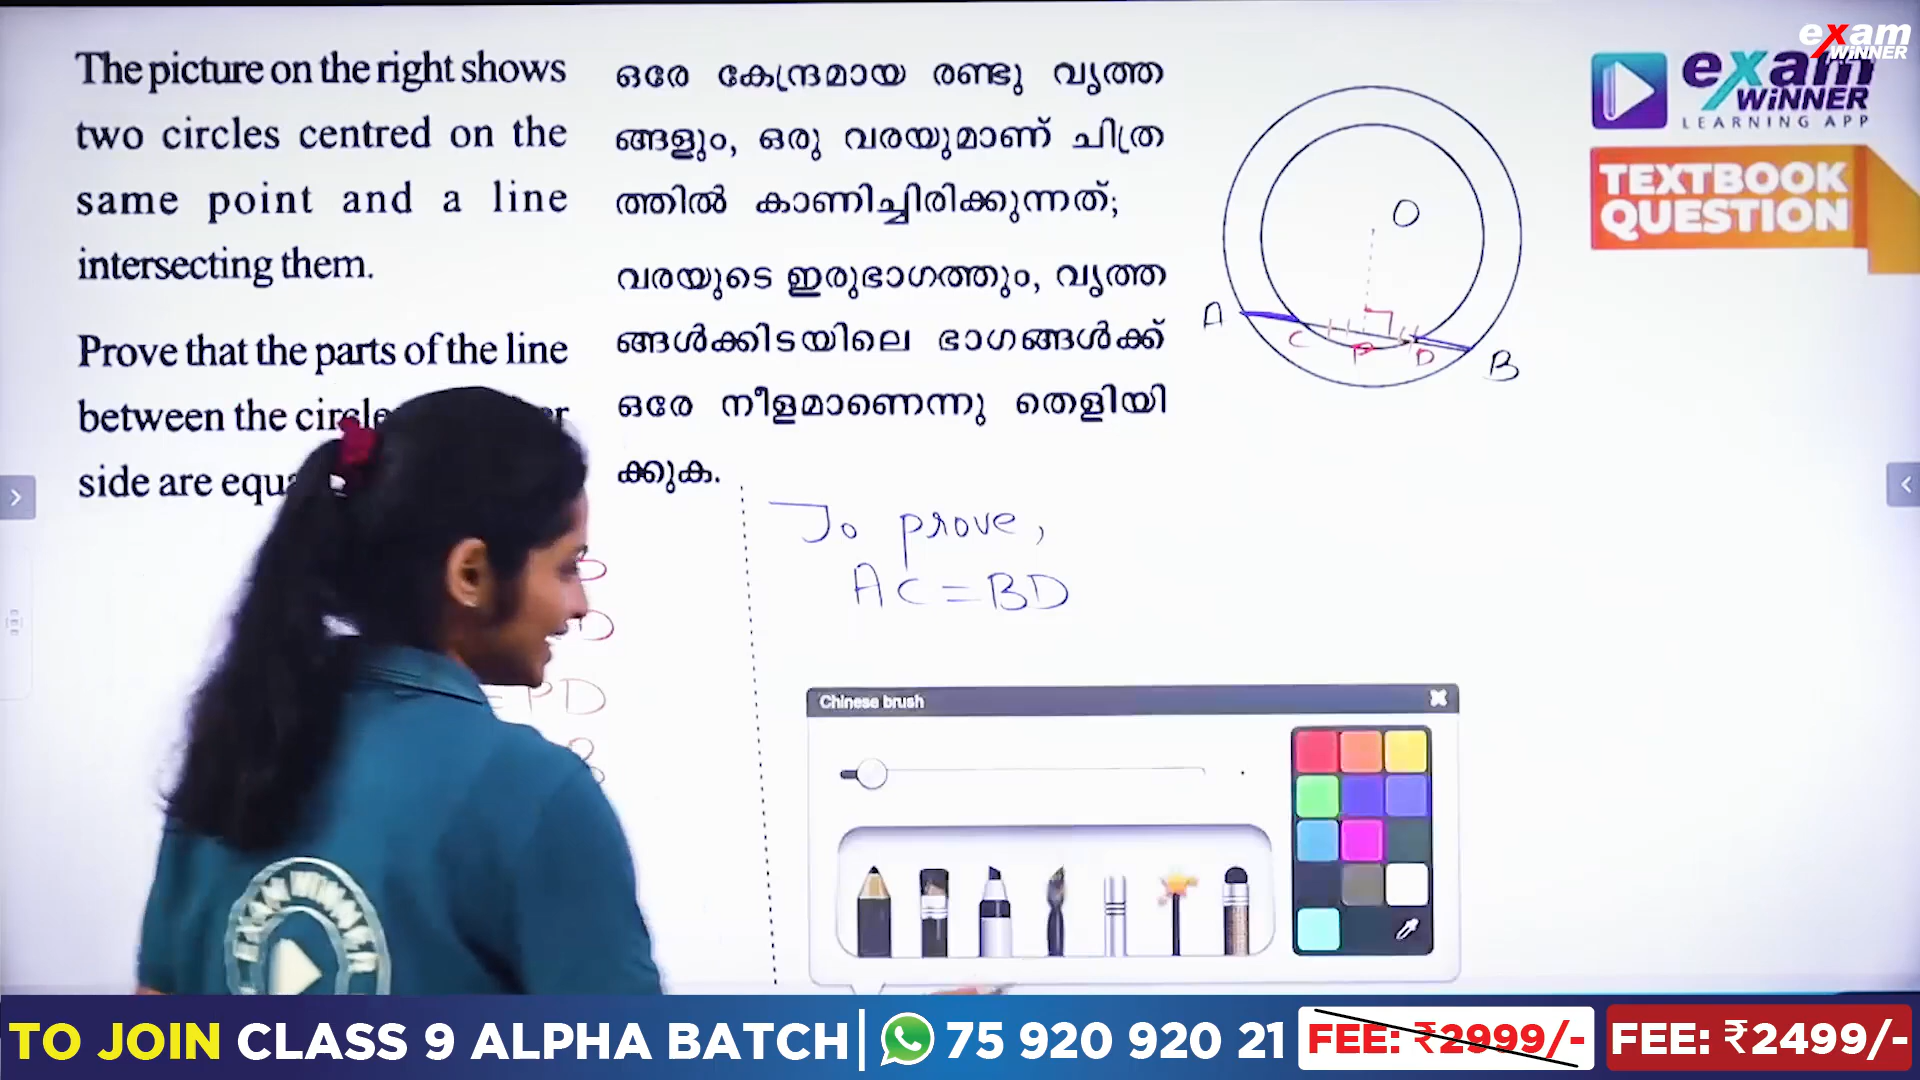 The picture on the right shows
two circles centred on the
same point and a line
intersecting them.
Prove that the parts of the line
between the
side are
ഒരേ കേന്ദ്രമായ രണ്ടു വൃത്ത
ങ്ങളും, ഒരു വരയുമാണ് ചിത്ര
ത്തിൽ കാണിച്ചിരിക്കുന്നത്;
വരയുടെ ഇരുഭാഗത്തും, വൃത്ത
ങ്ങൾക്കിടയിലെ ഭാഗങ്ങൾക്ക്
ഒരേ നീളമാണെന്നു തെളിയി
ക്കുക.
O
A
C
P
D
B
exam
WiNNER
exam
WiNNER
LEARNING APP
TEXTBOOK
QUESTION
To prove,
AC=BD
= PD
Chinese brush
EXAM WINNER
TO JOIN CLASS 9 ALPHA BATCH 75 920 920 21 FEE: ₹2999/- FEE: ₹2499/-